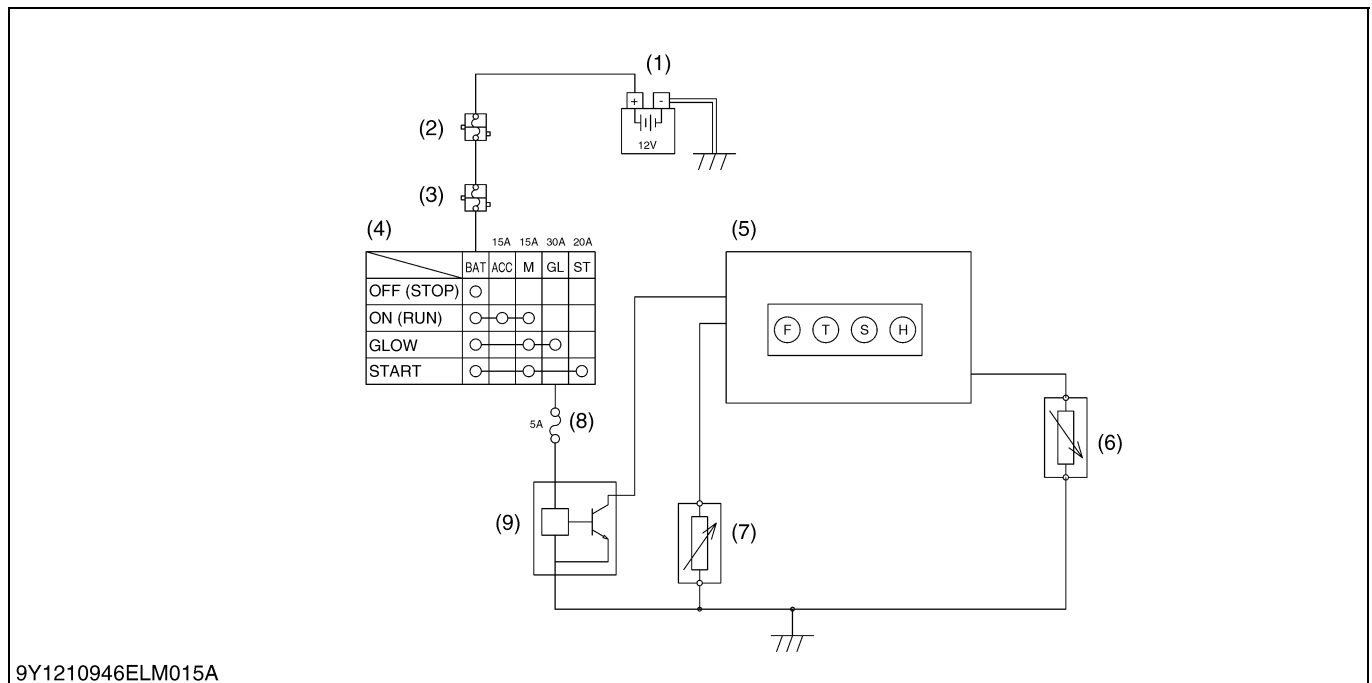 (1)
+ -
12V
(2)
(3)
(4)
15A 15A 30A 20A
BAT ACC M GL ST
OFF (STOP)
ON (RUN)
GLOW
START
(5)
F T S H
(6)
5A (8)
(9)
(7)
9Y1210946ELM015A